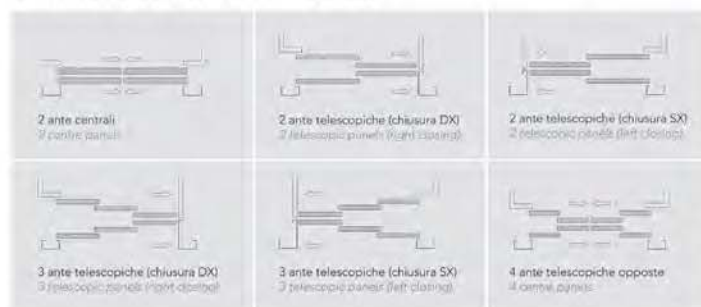 2 ante centrali
2 centre panels
2 ante telescopiche (chiusura DX)
2 telescopic panels (right closing)
2 ante telescopiche (chiusura SX)
2 telescopic panels (left closing)
3 ante telescopiche (chiusura DX)
3 telescopic panels (right closing)
3 ante telescopiche (chiusura SX)
3 telescopic panels (left closing)
4 ante telescopiche opposte
4 centre panels